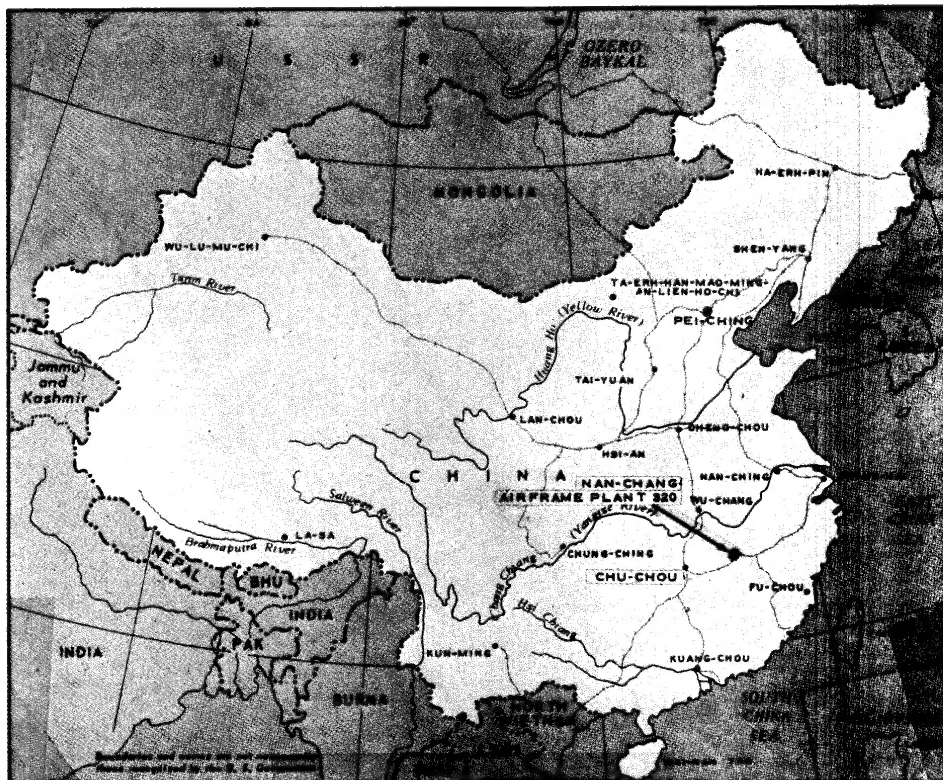 U S S R
OZERO
BAYKAL
MONGOLIA
HA-ERH-PIN
WU-LU-MU-CHI
SHEN-YANG
Tarim River
TA-ERH-HAN-MAO-MING-
AN-LIEN-HO-CHI
PEI-CHING
Huang Ho (Yellow River)
Jammu
and
Kashmir
TAI-YUAN
LAN-CHOU
CHENG-CHOU
HSI-AN
C H I N A
NAN-CHING
NAN-CHANG
AIRFRAME PLANT 320
WU-CHANG
Salween River
(Yangtze River)
LA-SA
Brahmaputra River
CHUNG-CHING
CHU-CHOU
FU-CHOU
NEPAL
BHU
INDIA
Hsi Chiang
PAK
INDIA
KUN-MING
KUANG-CHOU
BURMA
NORTH
SOUTH
CHINA
SEA